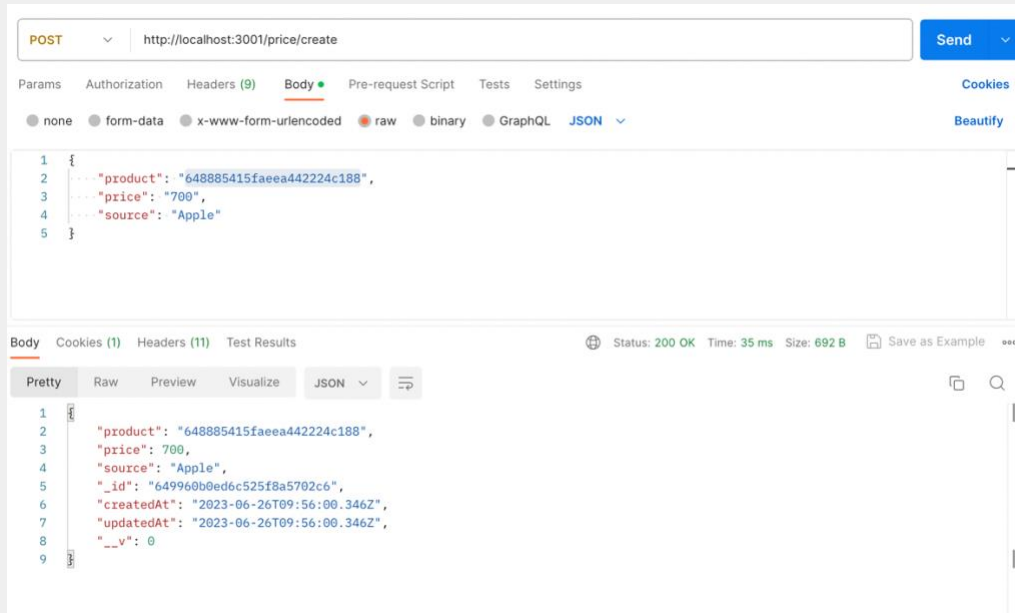 POST http://localhost:3001/price/create Send
Params Authorization Headers (9) Body Pre-request Script Tests Settings Cookies
none form-data x-www-form-urlencoded raw binary GraphQL JSON Beautify
1 {
2 "product": "648885415faeea442224c188",
3 "price": "700",
4 "source": "Apple"
5 }
Body Cookies (1) Headers (11) Test Results Status: 200 OK Time: 35 ms Size: 692 B Save as Example
Pretty Raw Preview Visualize JSON
1 {
2 "product": "648885415faeea442224c188",
3 "price": 700,
4 "source": "Apple",
5 "_id": "649960b0ed6c525f8a5702c6",
6 "createdAt": "2023-06-26T09:56:00.346Z",
7 "updatedAt": "2023-06-26T09:56:00.346Z",
8 "__v": 0
9 }